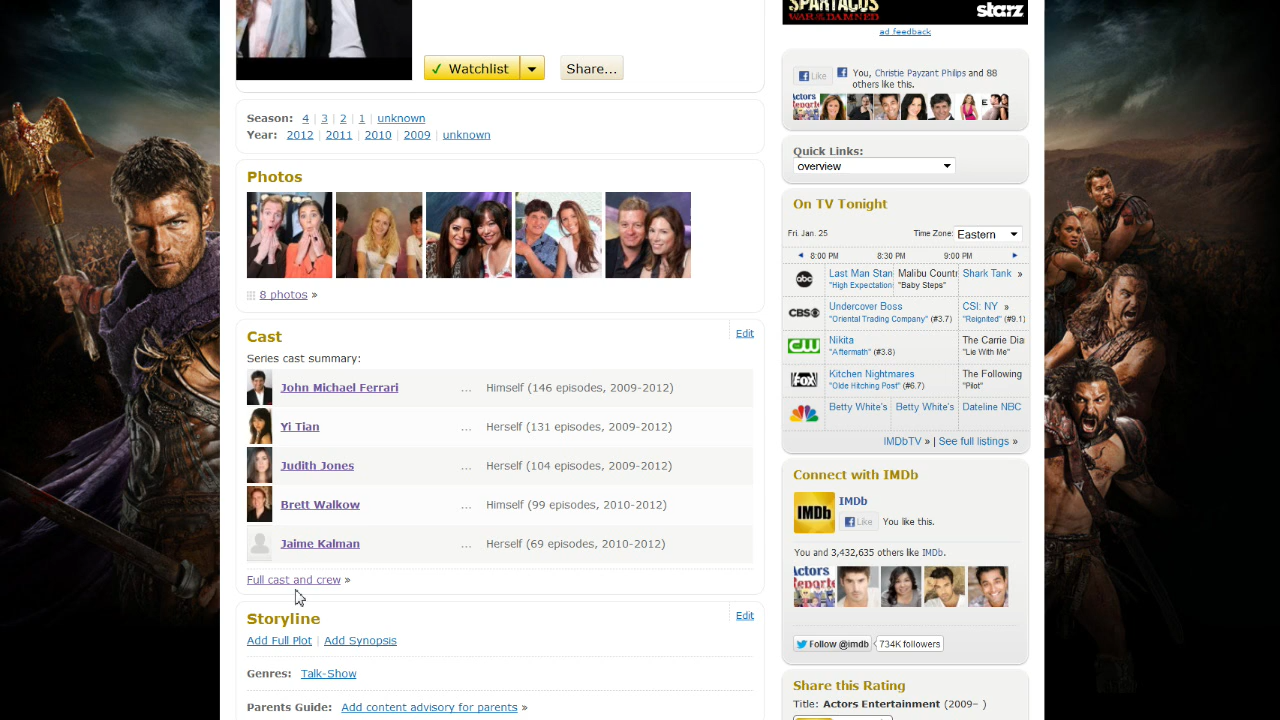 SPARTACUS
WAR OF THE DAMNED
starz
ad feedback
Watchlist
Share...
Like
You, Christie Payzant Philips and 88
others like this.
Season: 4 | 3 | 2 | 1 | unknown
Year: 2012 | 2011 | 2010 | 2009 | unknown
Quick Links:
overview
Photos
8 photos »
On TV Tonight
Fri. Jan. 25
Time Zone: Eastern
8:00 PM 8:30 PM 9:00 PM
abc
Last Man Stan Malibu Countr Shark Tank »
"High Expectation "Baby Steps"
CBS
Undercover Boss CSI: NY »
"Oriental Trading Company" (#3.7) "Reignited" (#9.1)
CW
Nikita The Carrie Dia
"Aftermath" (#3.8) "Lie With Me"
FOX
Kitchen Nightmares The Following
"Olde Hitching Post" (#6.7) "Pilot"
Betty White's Betty White's Dateline NBC
IMDbTV » | See full listings »
Cast
Edit
Series cast summary:
John Michael Ferrari ... Himself (146 episodes, 2009-2012)
Yi Tian ... Herself (131 episodes, 2009-2012)
Judith Jones ... Herself (104 episodes, 2009-2012)
Brett Walkow ... Himself (99 episodes, 2010-2012)
Jaime Kalman ... Herself (69 episodes, 2010-2012)
Full cast and crew »
Connect with IMDb
IMDb
IMDb
Like
You like this.
You and 3,432,635 others like IMDb.
Follow @imdb
734K followers
Storyline
Edit
Add Full Plot | Add Synopsis
Genres: Talk-Show
Parents Guide: Add content advisory for parents »
Share this Rating
Title: Actors Entertainment (2009– )